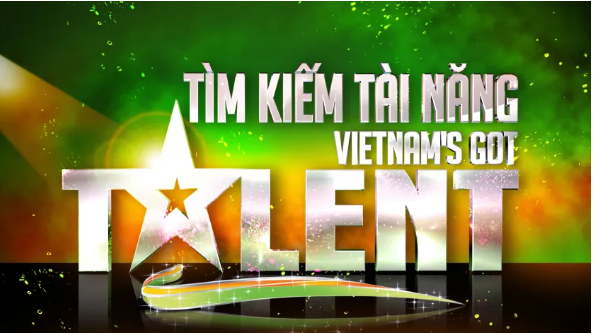 TÌM KIẾM TÀI NĂNG
VIETNAM'S GOT
TALENT